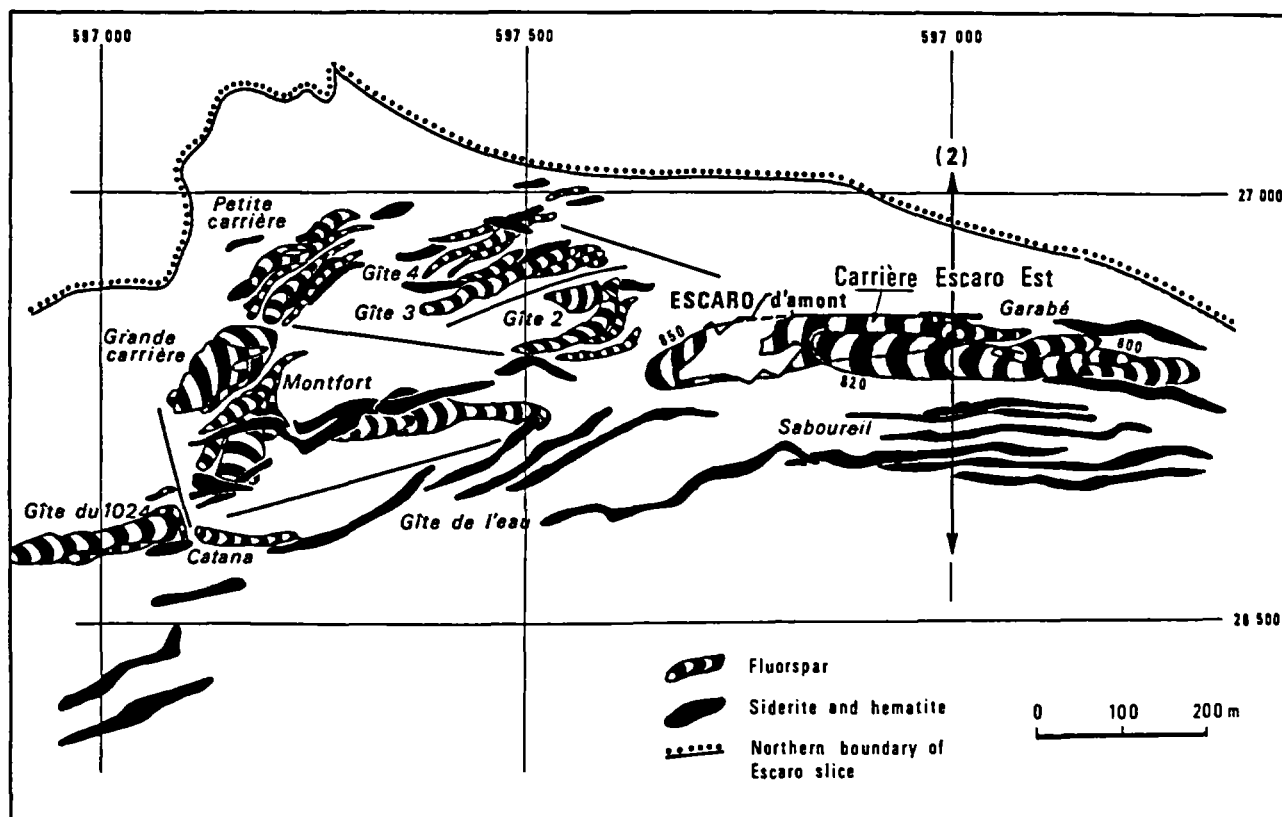 597 000
597 500
597 000
(2)
27 000
Petite
carrière
Gîte 4
Gîte 3
Gîte 2
ESCARO d'amont
850
Carrière Escaro Est
Garabé
800
820
Grande
carrière
Montfort
Saboureil
Gîte du 1024
Catana
Gîte de l'eau
26 500
Fluorspar
Siderite and hematite
Northern boundary of
Escaro slice
0 100 200 m